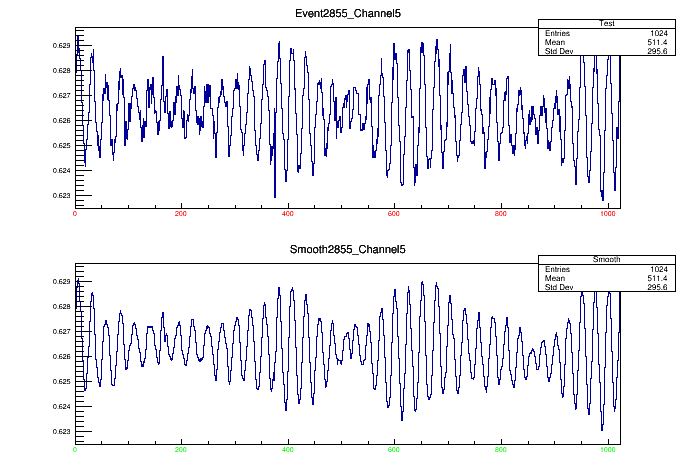 Event2855_Channel5
Test
Entries 1024
Mean 511.4
Std Dev 295.6
0.629
0.628
0.627
0.626
0.625
0.624
0.623
0 200 400 600 800 1000
Smooth2855_Channel5
Smooth
Entries 1024
Mean 511.4
Std Dev 295.6
0.629
0.628
0.627
0.626
0.625
0.624
0.623
0 200 400 600 800 1000